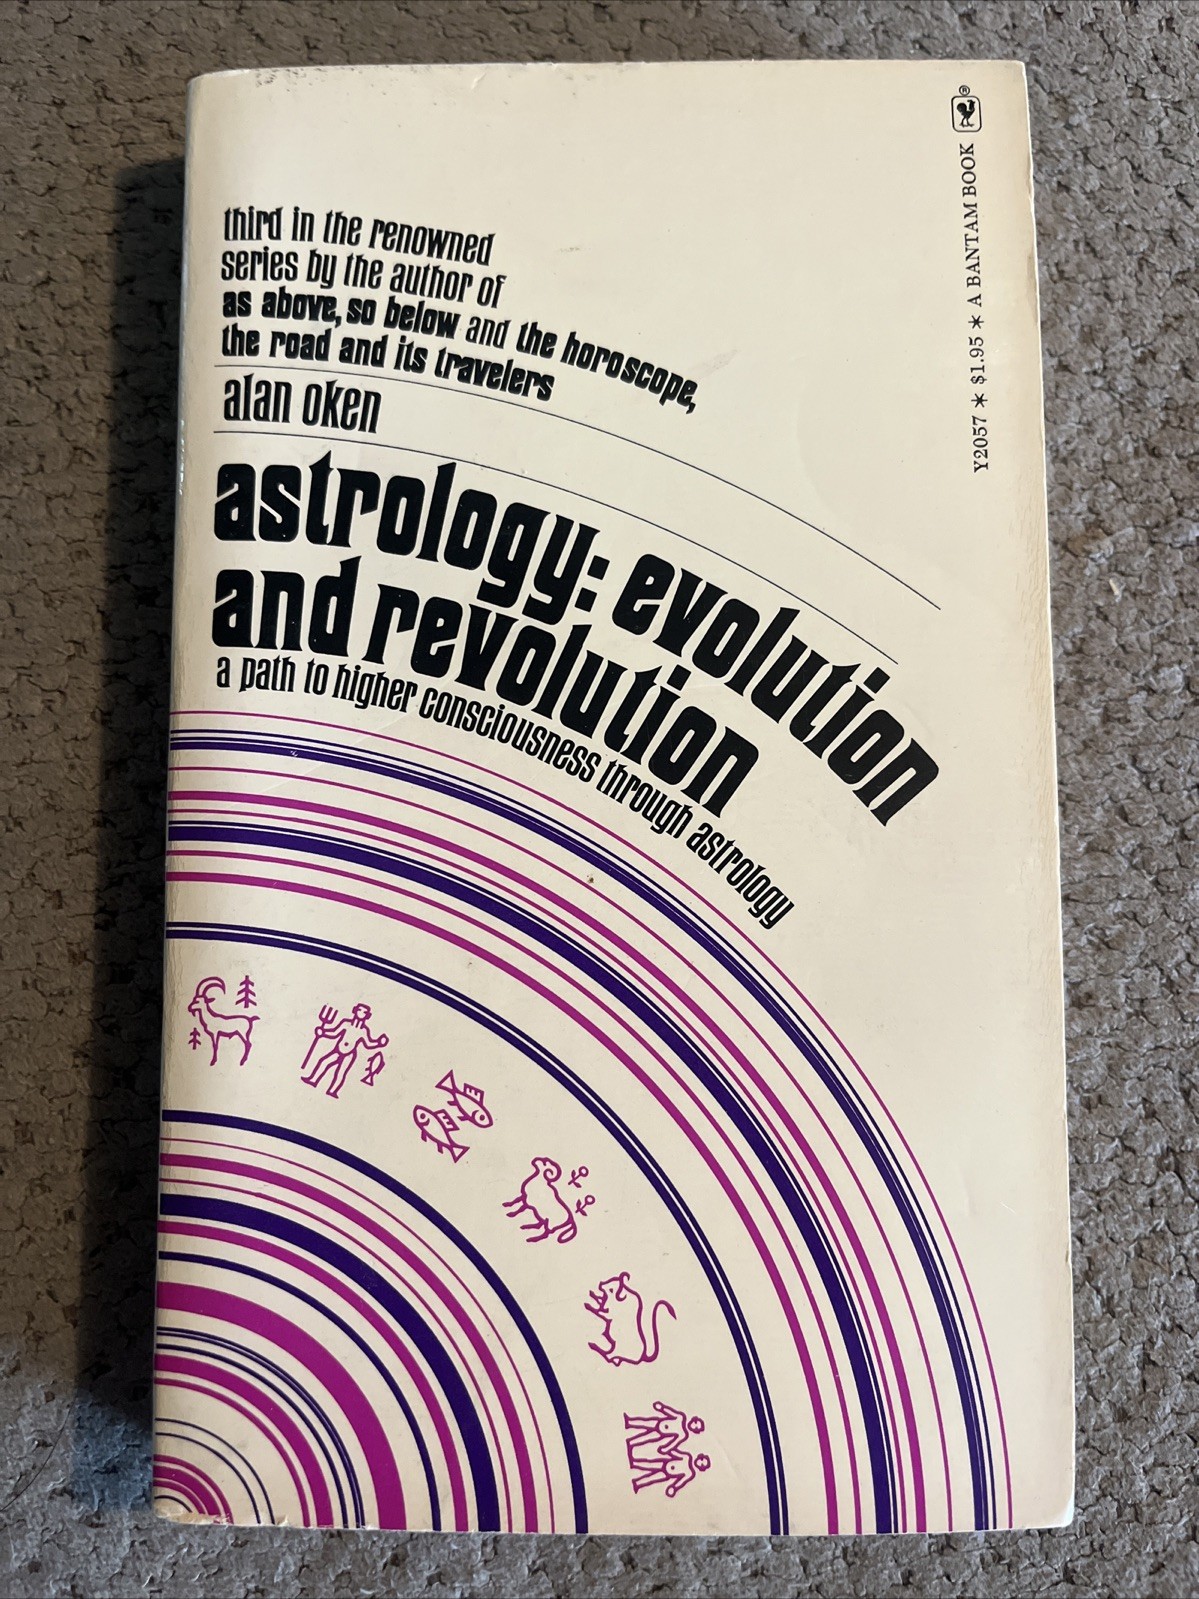 third in the renowned
series by the author of
as above, so below and the horoscope,
the road and its travelers
alan oken
astrology: evolution
and revolution
a path to higher consciousness through astrology
Y2057 * $1.95 * A BANTAM BOOK ®